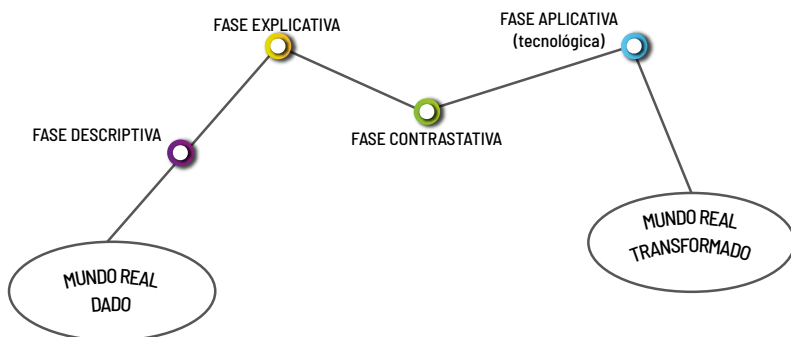 FASE EXPLICATIVA
FASE APLICATIVA
(tecnológica)
FASE DESCRIPTIVA
FASE CONTRASTATIVA
MUNDO REAL
DADO
MUNDO REAL
TRANSFORMADO